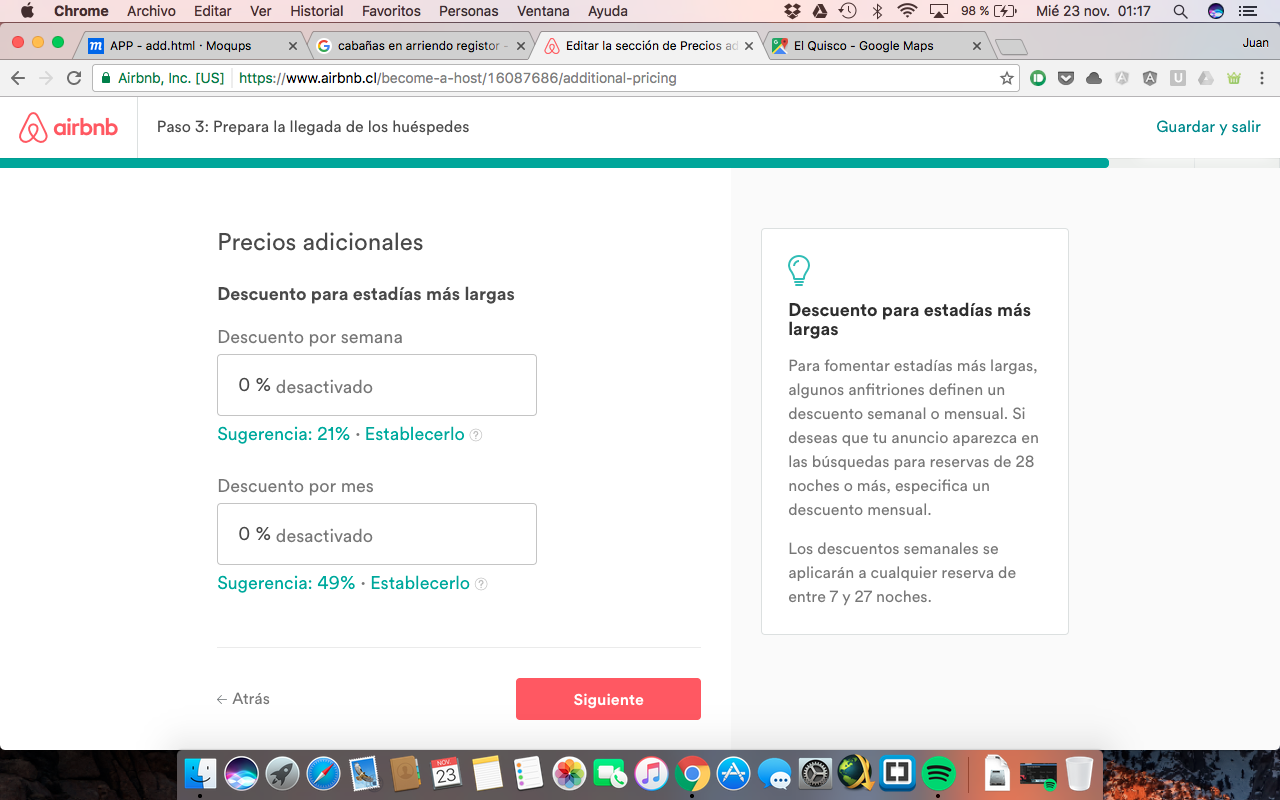 Chrome Archivo Editar Ver Historial Favoritos Personas Ventana Ayuda 98 % Mié 23 nov. 01:17
APP - add.html · Moqups
cabañas en arriendo registor -
Editar la sección de Precios ad
El Quisco - Google Maps
Juan
Airbnb, Inc. [US] https://www.airbnb.cl/become-a-host/16087686/additional-pricing
airbnb
Paso 3: Prepara la llegada de los huéspedes
Guardar y salir
Precios adicionales
Descuento para estadías más largas
Descuento por semana
0 % desactivado
Sugerencia: 21% · Establecerlo ?
Descuento por mes
0 % desactivado
Sugerencia: 49% · Establecerlo ?
← Atrás
Siguiente
Descuento para estadías más
largas
Para fomentar estadías más largas,
algunos anfitriones definen un
descuento semanal o mensual. Si
deseas que tu anuncio aparezca en
las búsquedas para reservas de 28
noches o más, especifica un
descuento mensual.
Los descuentos semanales se
aplicarán a cualquier reserva de
entre 7 y 27 noches.
NOV
23